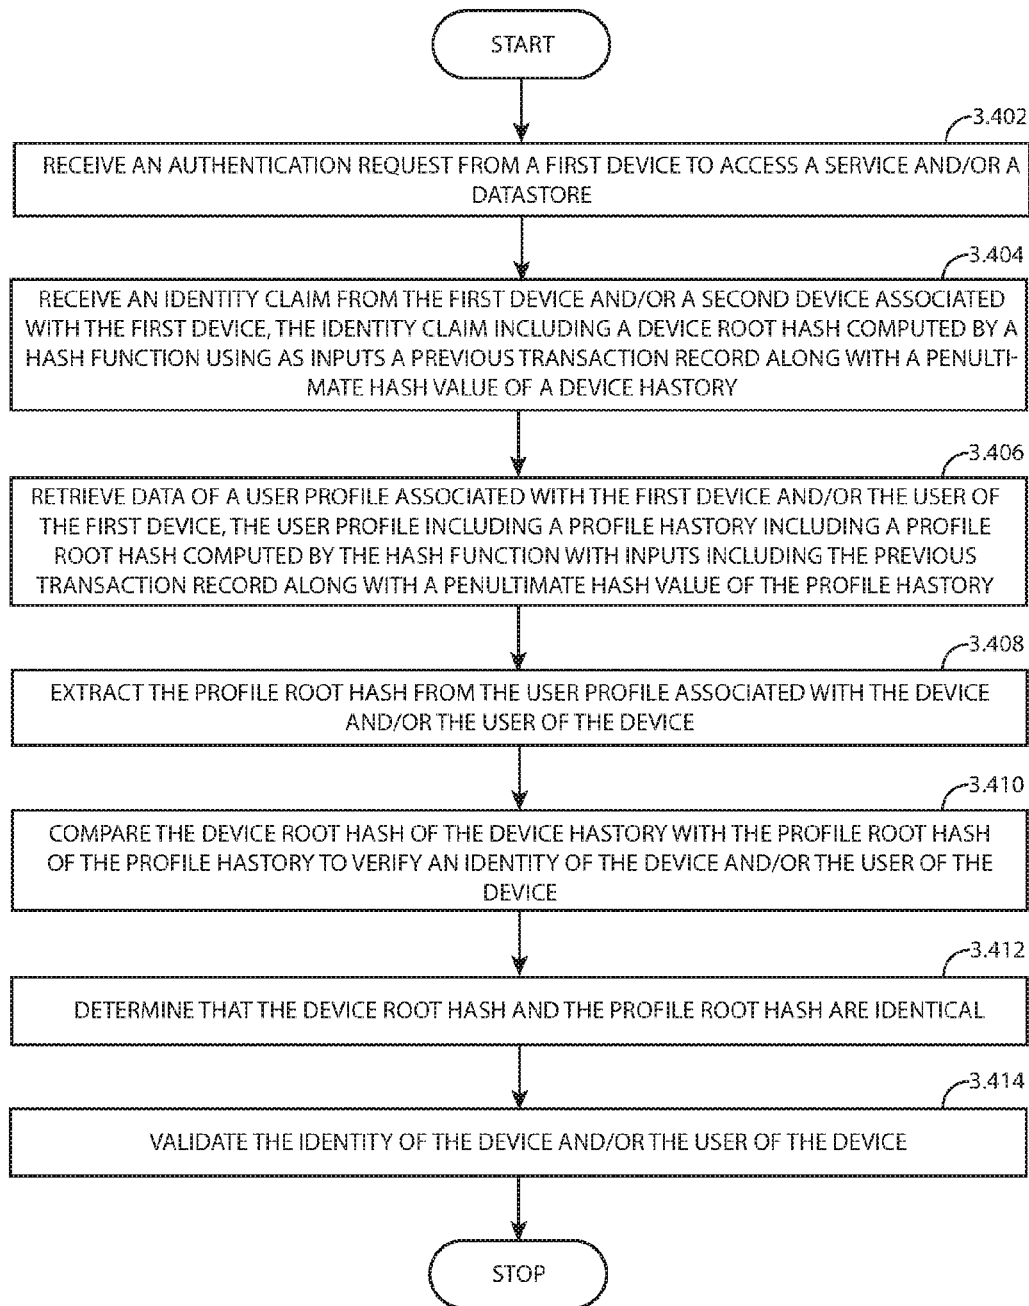 START
3.402
RECEIVE AN AUTHENTICATION REQUEST FROM A FIRST DEVICE TO ACCESS A SERVICE AND/OR A
DATASTORE
3.404
RECEIVE AN IDENTITY CLAIM FROM THE FIRST DEVICE AND/OR A SECOND DEVICE ASSOCIATED
WITH THE FIRST DEVICE, THE IDENTITY CLAIM INCLUDING A DEVICE ROOT HASH COMPUTED BY A
HASH FUNCTION USING AS INPUTS A PREVIOUS TRANSACTION RECORD ALONG WITH A PENULTI-
MATE HASH VALUE OF A DEVICE HASTORY
3.406
RETRIEVE DATA OF A USER PROFILE ASSOCIATED WITH THE FIRST DEVICE AND/OR THE USER OF
THE FIRST DEVICE, THE USER PROFILE INCLUDING A PROFILE HASTORY INCLUDING A PROFILE
ROOT HASH COMPUTED BY THE HASH FUNCTION WITH INPUTS INCLUDING THE PREVIOUS
TRANSACTION RECORD ALONG WITH A PENULTIMATE HASH VALUE OF THE PROFILE HASTORY
3.408
EXTRACT THE PROFILE ROOT HASH FROM THE USER PROFILE ASSOCIATED WITH THE DEVICE
AND/OR THE USER OF THE DEVICE
3.410
COMPARE THE DEVICE ROOT HASH OF THE DEVICE HASTORY WITH THE PROFILE ROOT HASH
OF THE PROFILE HASTORY TO VERIFY AN IDENTITY OF THE DEVICE AND/OR THE USER OF THE
DEVICE
3.412
DETERMINE THAT THE DEVICE ROOT HASH AND THE PROFILE ROOT HASH ARE IDENTICAL
3.414
VALIDATE THE IDENTITY OF THE DEVICE AND/OR THE USER OF THE DEVICE
STOP